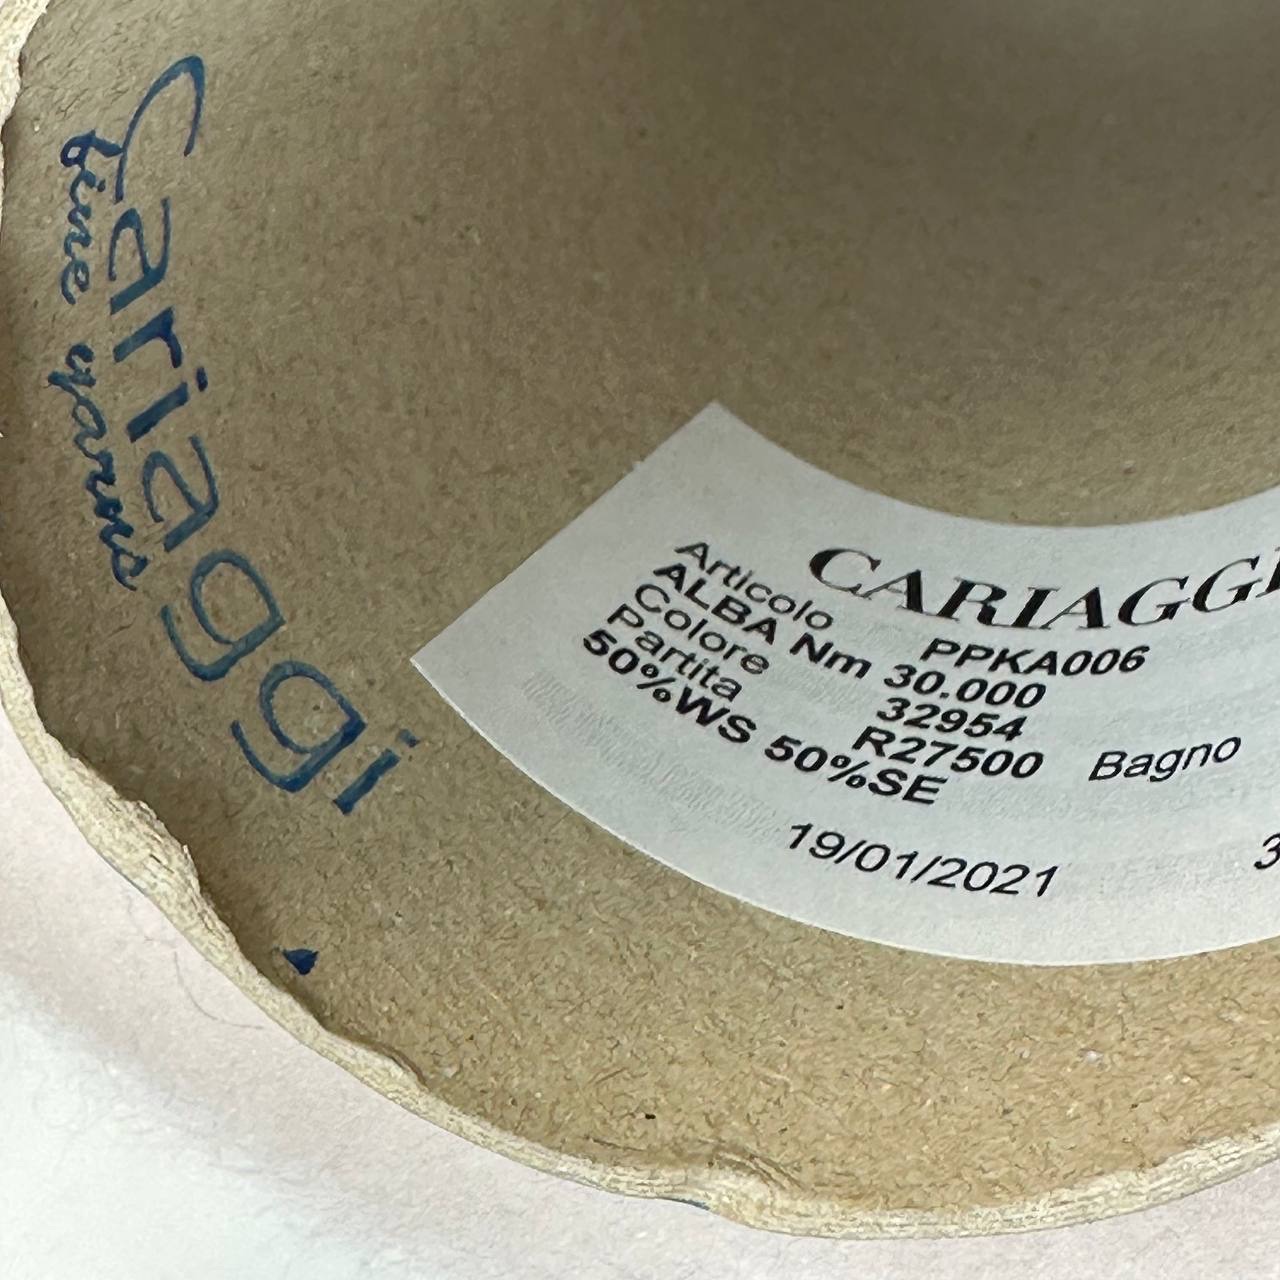 Cariaggi
fine yarns
CARIAGGI
Articolo PPKA006
ALBA Nm 30.000
Colore 32954
Partita R27500 Bagno
50%WS 50%SE
19/01/2021 3